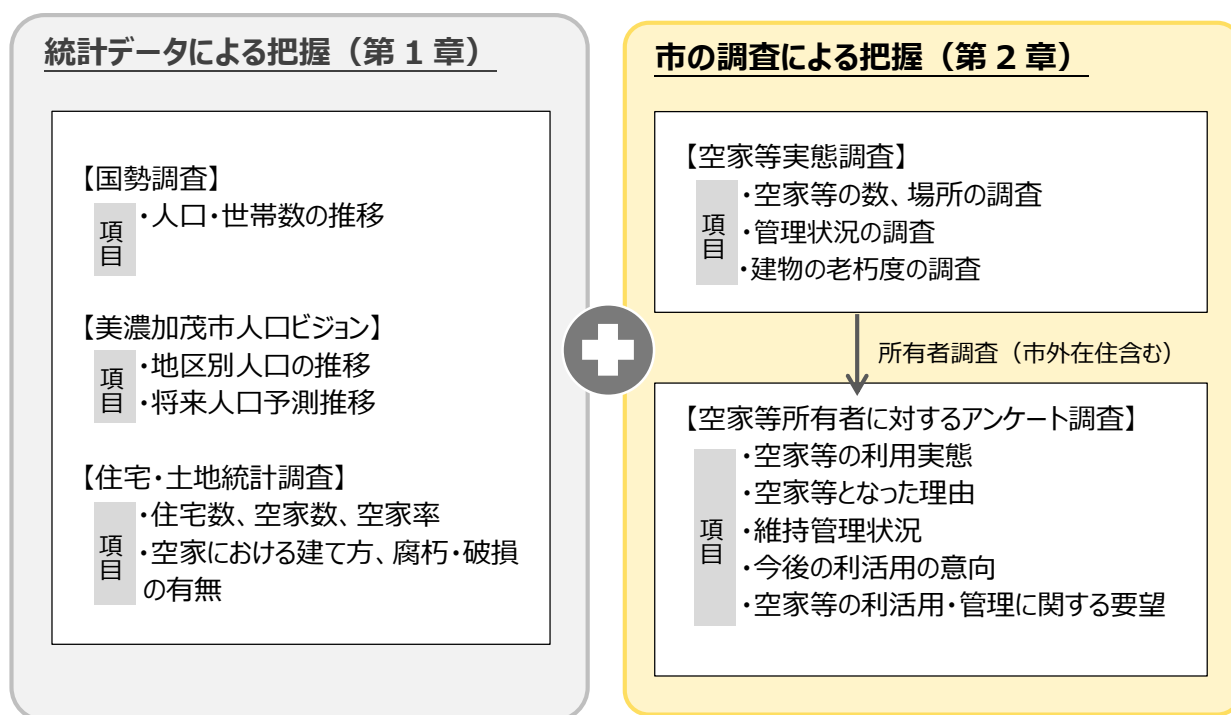 統計データによる把握（第 1 章）
【国勢調査】
項目
・人口・世帯数の推移
【美濃加茂市人口ビジョン】
項目
・地区別人口の推移
・将来人口予測推移
【住宅・土地統計調査】
項目
・住宅数、空家数、空家率
・空家における建て方、腐朽・破損
の有無
市の調査による把握（第 2 章）
【空家等実態調査】
項目
・空家等の数、場所の調査
・管理状況の調査
・建物の老朽度の調査
所有者調査（市外在住含む）
【空家等所有者に対するアンケート調査】
項目
・空家等の利用実態
・空家等となった理由
・維持管理状況
・今後の利活用の意向
・空家等の利活用・管理に関する要望